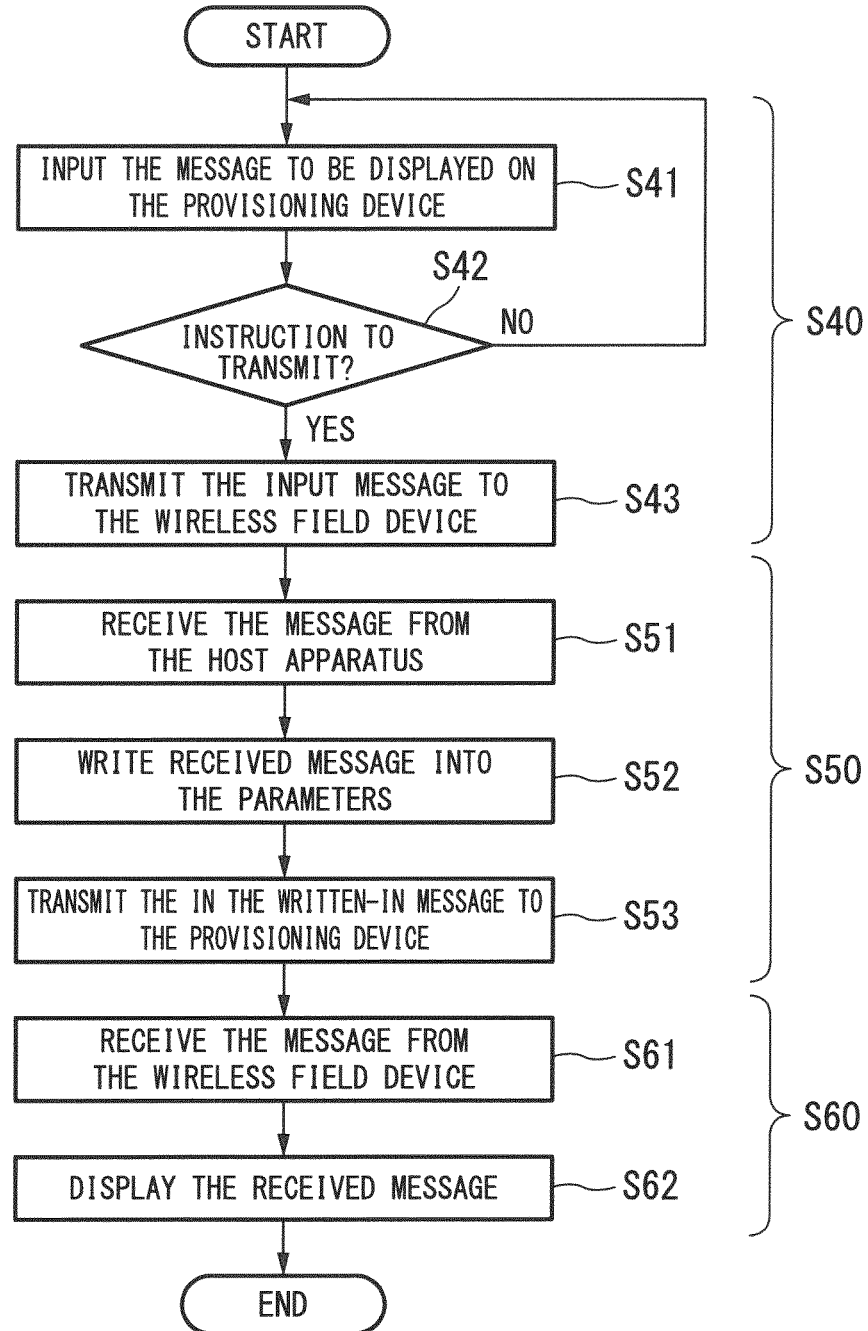 START
INPUT THE MESSAGE TO BE DISPLAYED ON
THE PROVISIONING DEVICE
S41
S42
INSTRUCTION TO
TRANSMIT?
NO
YES
S40
TRANSMIT THE INPUT MESSAGE TO
THE WIRELESS FIELD DEVICE
S43
RECEIVE THE MESSAGE FROM
THE HOST APPARATUS
S51
WRITE RECEIVED MESSAGE INTO
THE PARAMETERS
S52
S50
TRANSMIT THE IN THE WRITTEN-IN MESSAGE TO
THE PROVISIONING DEVICE
S53
RECEIVE THE MESSAGE FROM
THE WIRELESS FIELD DEVICE
S61
S60
DISPLAY THE RECEIVED MESSAGE
S62
END